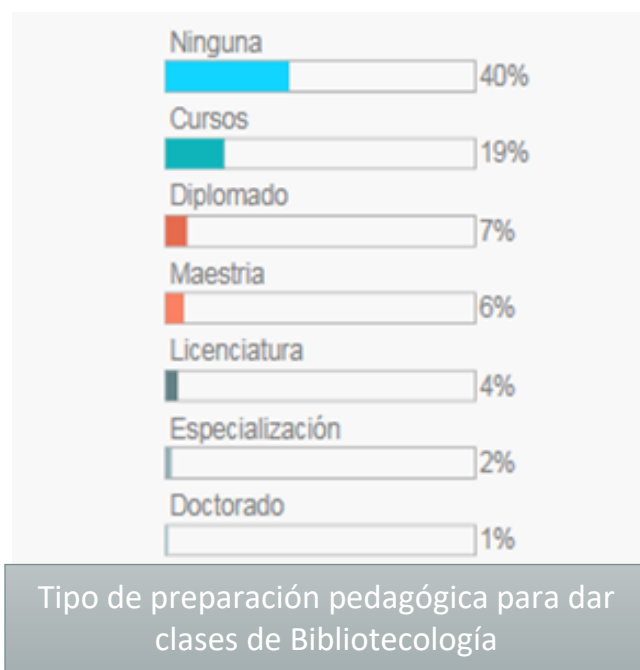 Ninguna
40%
Cursos
19%
Diplomado
7%
Maestria
6%
Licenciatura
4%
Especialización
2%
Doctorado
1%
Tipo de preparación pedagógica para dar
clases de Bibliotecología